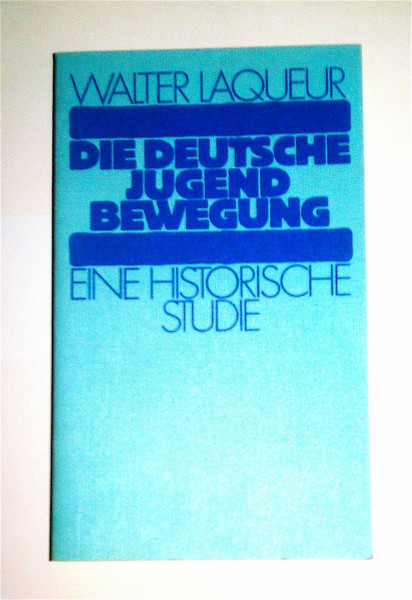 WALTER LAQUEUR
DIE DEUTSCHE
JUGEND
BEWEGUNG
EINE HISTORISCHE
STUDIE